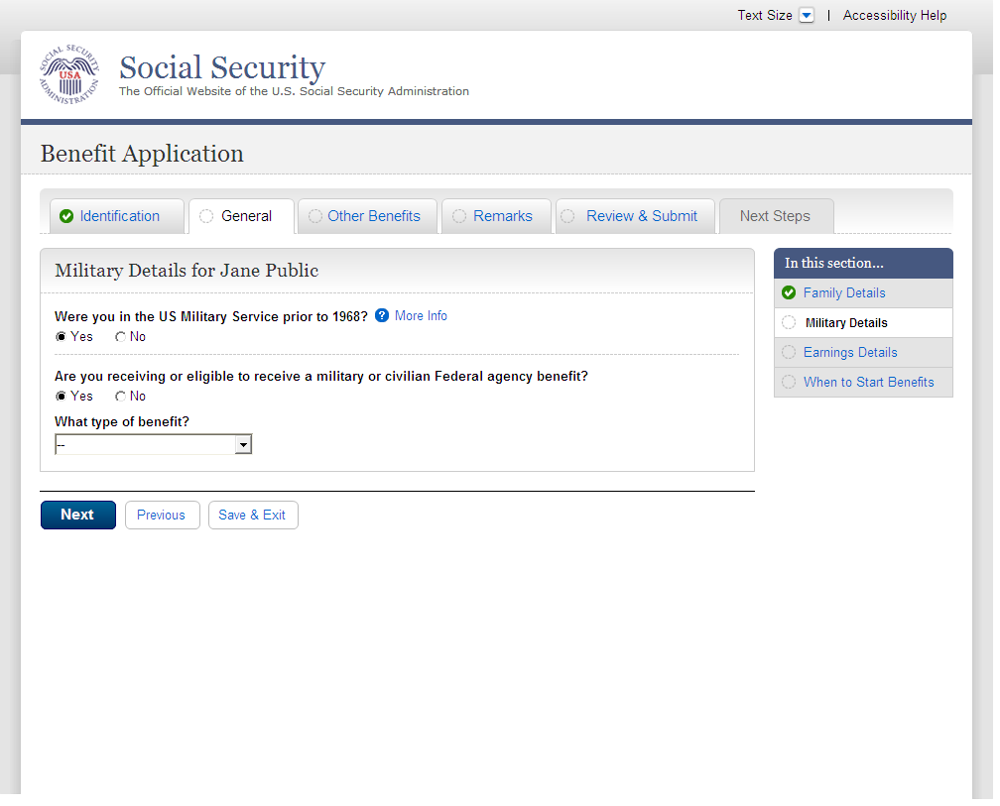 Text Size | Accessibility Help
SOCIAL SECURITY ADMINISTRATION
USA
Social Security
The Official Website of the U.S. Social Security Administration
Benefit Application
Identification General Other Benefits Remarks Review & Submit Next Steps
Military Details for Jane Public
Were you in the US Military Service prior to 1968? ? More Info
Yes No
Are you receiving or eligible to receive a military or civilian Federal agency benefit?
Yes No
What type of benefit?
--
Next Previous Save & Exit
In this section...
Family Details
Military Details
Earnings Details
When to Start Benefits